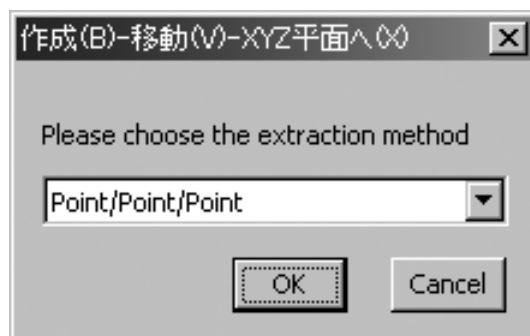 作成(B)-移動(V)-XYZ平面へ(X)
Please choose the extraction method
Point/Point/Point
OK Cancel